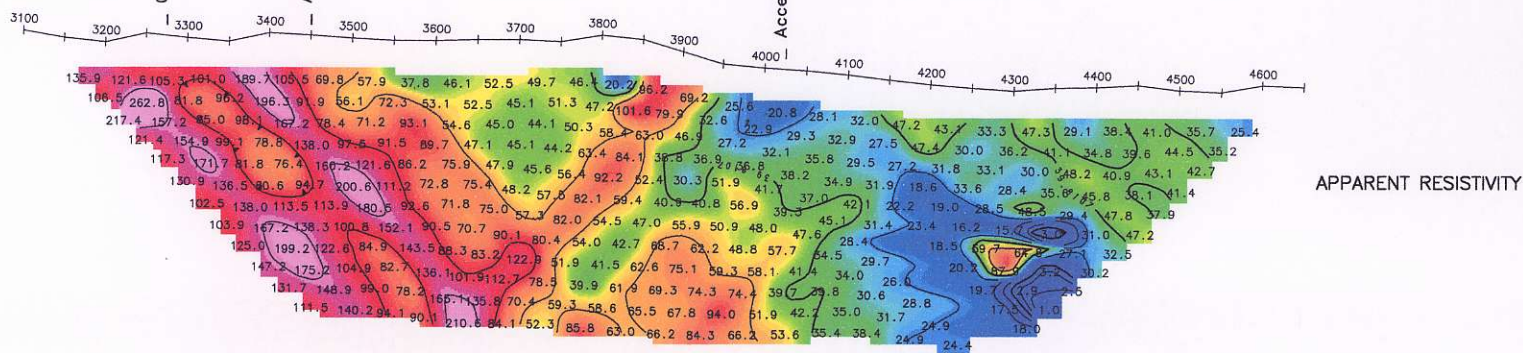 Acce
3100 3200 3300 3400 3500 3600 3700 3800 3900 4000 4100 4200 4300 4400 4500 4600
135.9 121.6 105.3 101.0 189.7 105.5 69.8 57.9 37.8 46.1 52.5 49.7 46.4 20.2 96.2
106.5 262.8 81.8 96.2 196.3 91.9 56.1 72.3 53.1 52.5 45.1 51.3 47.2 101.6 79.9 69.2 25.6 20.8 28.1 32.0 47.2 43.1 33.3 47.3 29.1 38.4 41.0 35.7 25.4
217.4 157.2 85.0 98.1 167.2 78.4 71.2 93.1 54.6 45.0 44.1 50.3 58.4 63.0 46.9 32.6 22.9 29.3 32.9 27.5 47.4 30.0 36.2 41.1 34.8 39.6 44.5 35.2
121.4 154.9 99.1 78.8 138.0 97.5 91.5 89.7 47.1 45.1 44.2 63.4 84.1 38.8 36.9 27.2 32.1 35.8 29.5 27.2 31.8 33.1 30.0 48.2 40.9 43.1 42.7
117.3 171.7 81.8 76.4 166.2 121.6 86.2 75.9 47.9 45.6 56.4 92.2 52.4 30.3 51.9 36.8 38.2 34.9 31.9 18.6 33.6 28.4 35.6 45.8 38.1 41.4
130.9 136.5 90.6 94.7 200.6 111.2 72.8 75.4 48.2 57.5 82.1 59.4 40.9 40.8 56.9 41.7 37.0 42.1 22.2 19.0 28.5 48.5 29.4 47.8 37.9
102.5 138.0 113.5 113.9 180.5 92.6 71.8 75.0 57.3 82.0 54.5 47.0 55.9 50.9 48.0 39.3 45.1 31.4 23.4 16.2 31.0 47.2
103.9 167.2 138.3 100.8 152.1 90.5 70.7 90.1 80.4 54.0 42.7 68.7 62.2 48.8 57.7 47.6 28.4 18.5 32.5
125.0 199.2 122.6 84.9 143.5 88.3 83.2 122.9 51.9 41.5 62.6 75.1 59.3 58.1 54.5 29.7 20.2 30.2
147.2 175.2 104.9 82.7 136.1 101.9 112.7 78.5 39.9 61.9 69.3 74.3 74.4 41.4 34.0 26.0
131.7 148.9 99.0 78.2 135.8 70.4 59.3 58.6 65.5 67.8 94.0 51.9 39.8 30.6 28.8
111.5 140.2 94.1 90.1 210.6 84.1 52.3 85.8 63.0 66.2 84.3 66.2 53.6 42.2 35.0 31.7 24.9 18.0
35.4 38.4 24.9 24.4
APPARENT RESISTIVITY